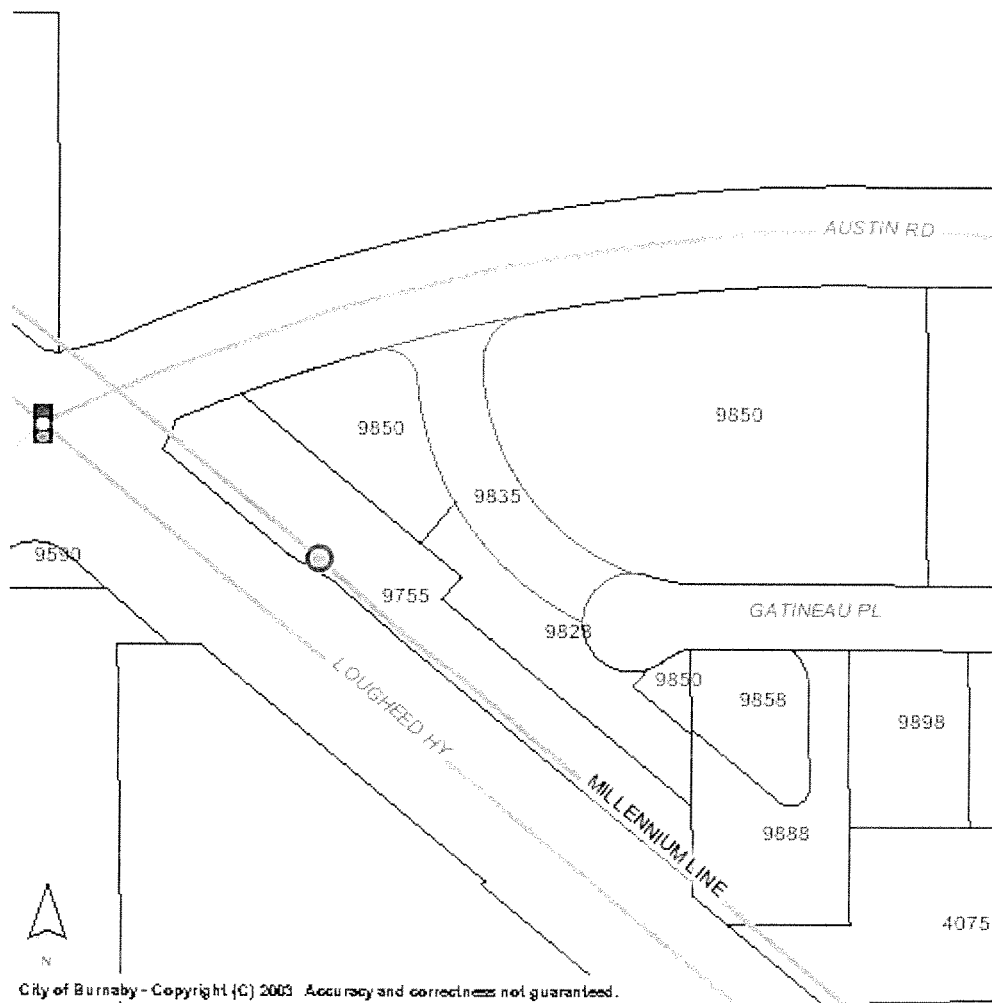 AUSTIN RD
9850
9850
9835
9590
9755
GATINEAU PL
9828
LOUGHEED HY
9850
9858
9898
MILLENNIUM LINE
9888
4075
N
City of Burnaby - Copyright (C) 2003 Accuracy and correctness not guaranteed.